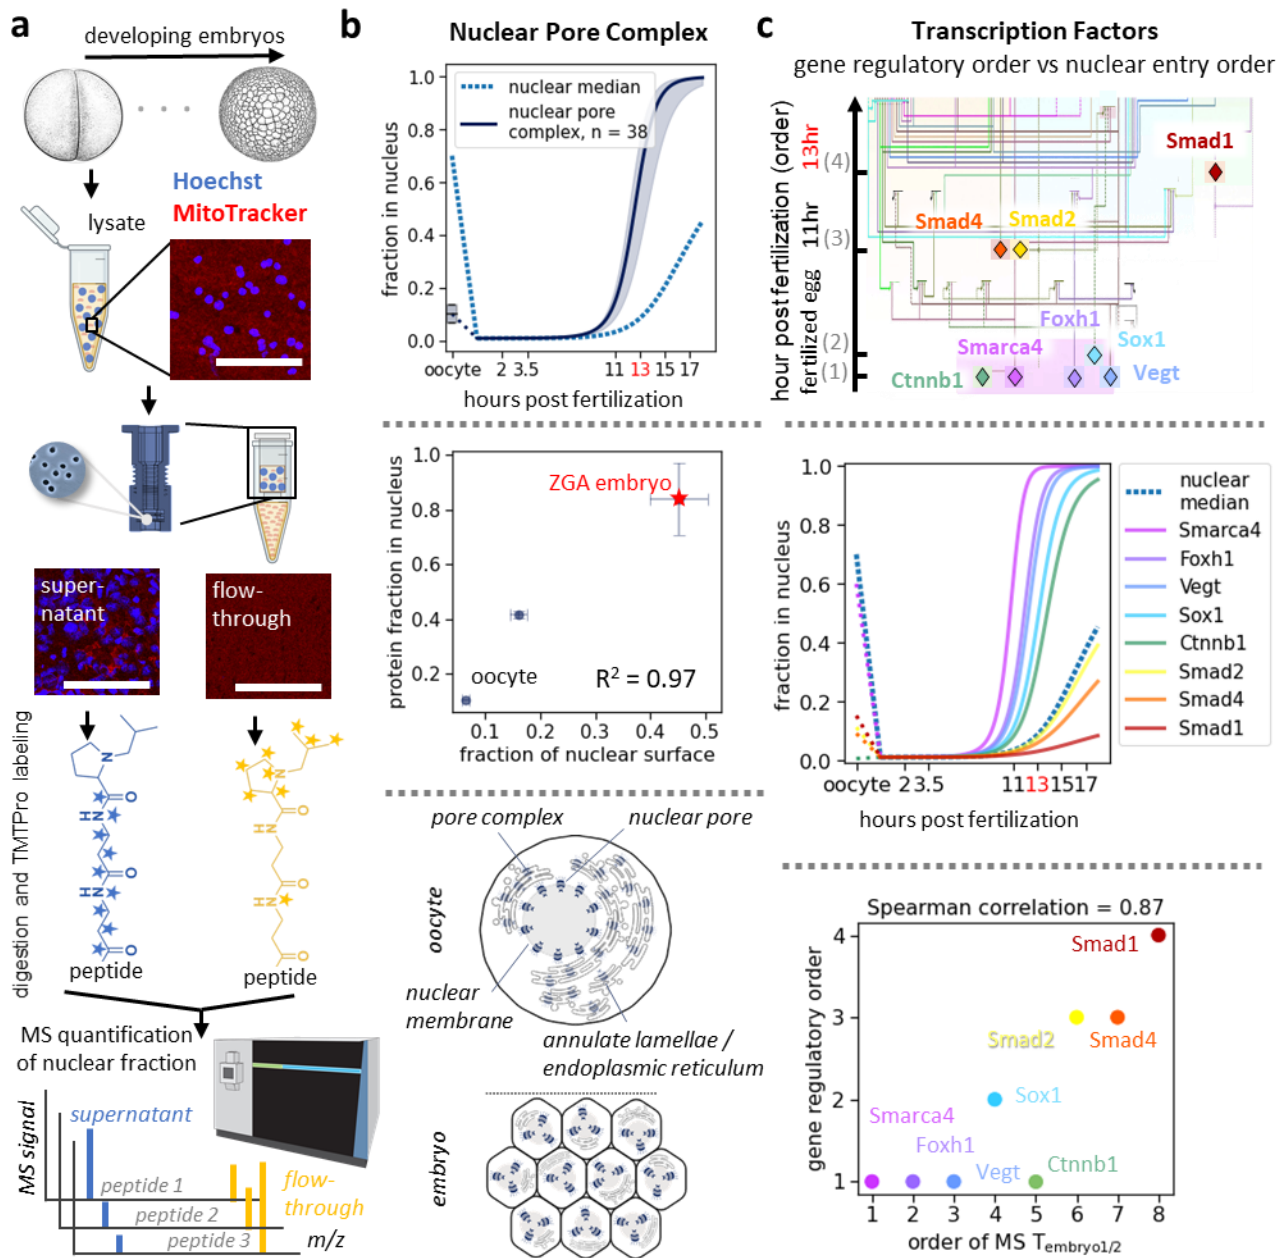 a
developing embryos
Hoechst
MitoTracker
lysate
super-
natant
flow-
through
digestion and TMTPro labeling
N
O
H
N
O
H
N
O
N
O
N
H
O
N
H
O
peptide
peptide
MS quantification
of nuclear fraction
MS signal
supernatant
peptide 1
peptide 2
peptide 3
flow-
through
m/z
b
Nuclear Pore Complex
nuclear median
nuclear pore
complex, n = 38
fraction in nucleus
1.0
0.8
0.6
0.4
0.2
0.0
oocyte 2 3.5 11 13 15 17
hours post fertilization
protein fraction in nucleus
1.0
0.8
0.6
0.4
0.2
ZGA embryo
oocyte
R² = 0.97
0.1 0.2 0.3 0.4 0.5
fraction of nuclear surface
pore complex
nuclear pore
oocyte
nuclear
membrane
annulate lamellae /
endoplasmic reticulum
embryo
c
Transcription Factors
gene regulatory order vs nuclear entry order
hour post fertilization (order)
fertilized egg 11hr 13hr
(4)
(3)
(2)
(1)
Smad1
Smad4
Smad2
Foxh1
Smarca4
Sox1
Ctnnb1
Vegt
fraction in nucleus
1.0
0.8
0.6
0.4
0.2
0.0
oocyte 2 3.5 11 13 15 17
hours post fertilization
nuclear
median
Smarca4
Foxh1
Vegt
Sox1
Ctnnb1
Smad2
Smad4
Smad1
Spearman correlation = 0.87
gene regulatory order
4
3
2
1
Smad1
Smad2
Smad4
Sox1
Smarca4
Foxh1
Vegt
Ctnnb1
1 2 3 4 5 6 7 8
order of MS Tembryo1/2